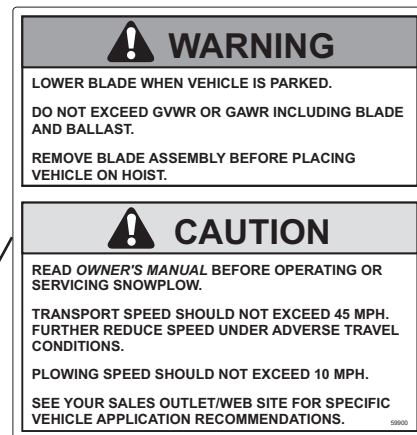 WARNING
LOWER BLADE WHEN VEHICLE IS PARKED.
DO NOT EXCEED GVWR OR GAWR INCLUDING BLADE
AND BALLAST.
REMOVE BLADE ASSEMBLY BEFORE PLACING
VEHICLE ON HOIST.
CAUTION
READ OWNER'S MANUAL BEFORE OPERATING OR
SERVICING SNOWPLOW.
TRANSPORT SPEED SHOULD NOT EXCEED 45 MPH.
FURTHER REDUCE SPEED UNDER ADVERSE TRAVEL
CONDITIONS.
PLOWING SPEED SHOULD NOT EXCEED 10 MPH.
SEE YOUR SALES OUTLET/WEB SITE FOR SPECIFIC
VEHICLE APPLICATION RECOMMENDATIONS.
59900